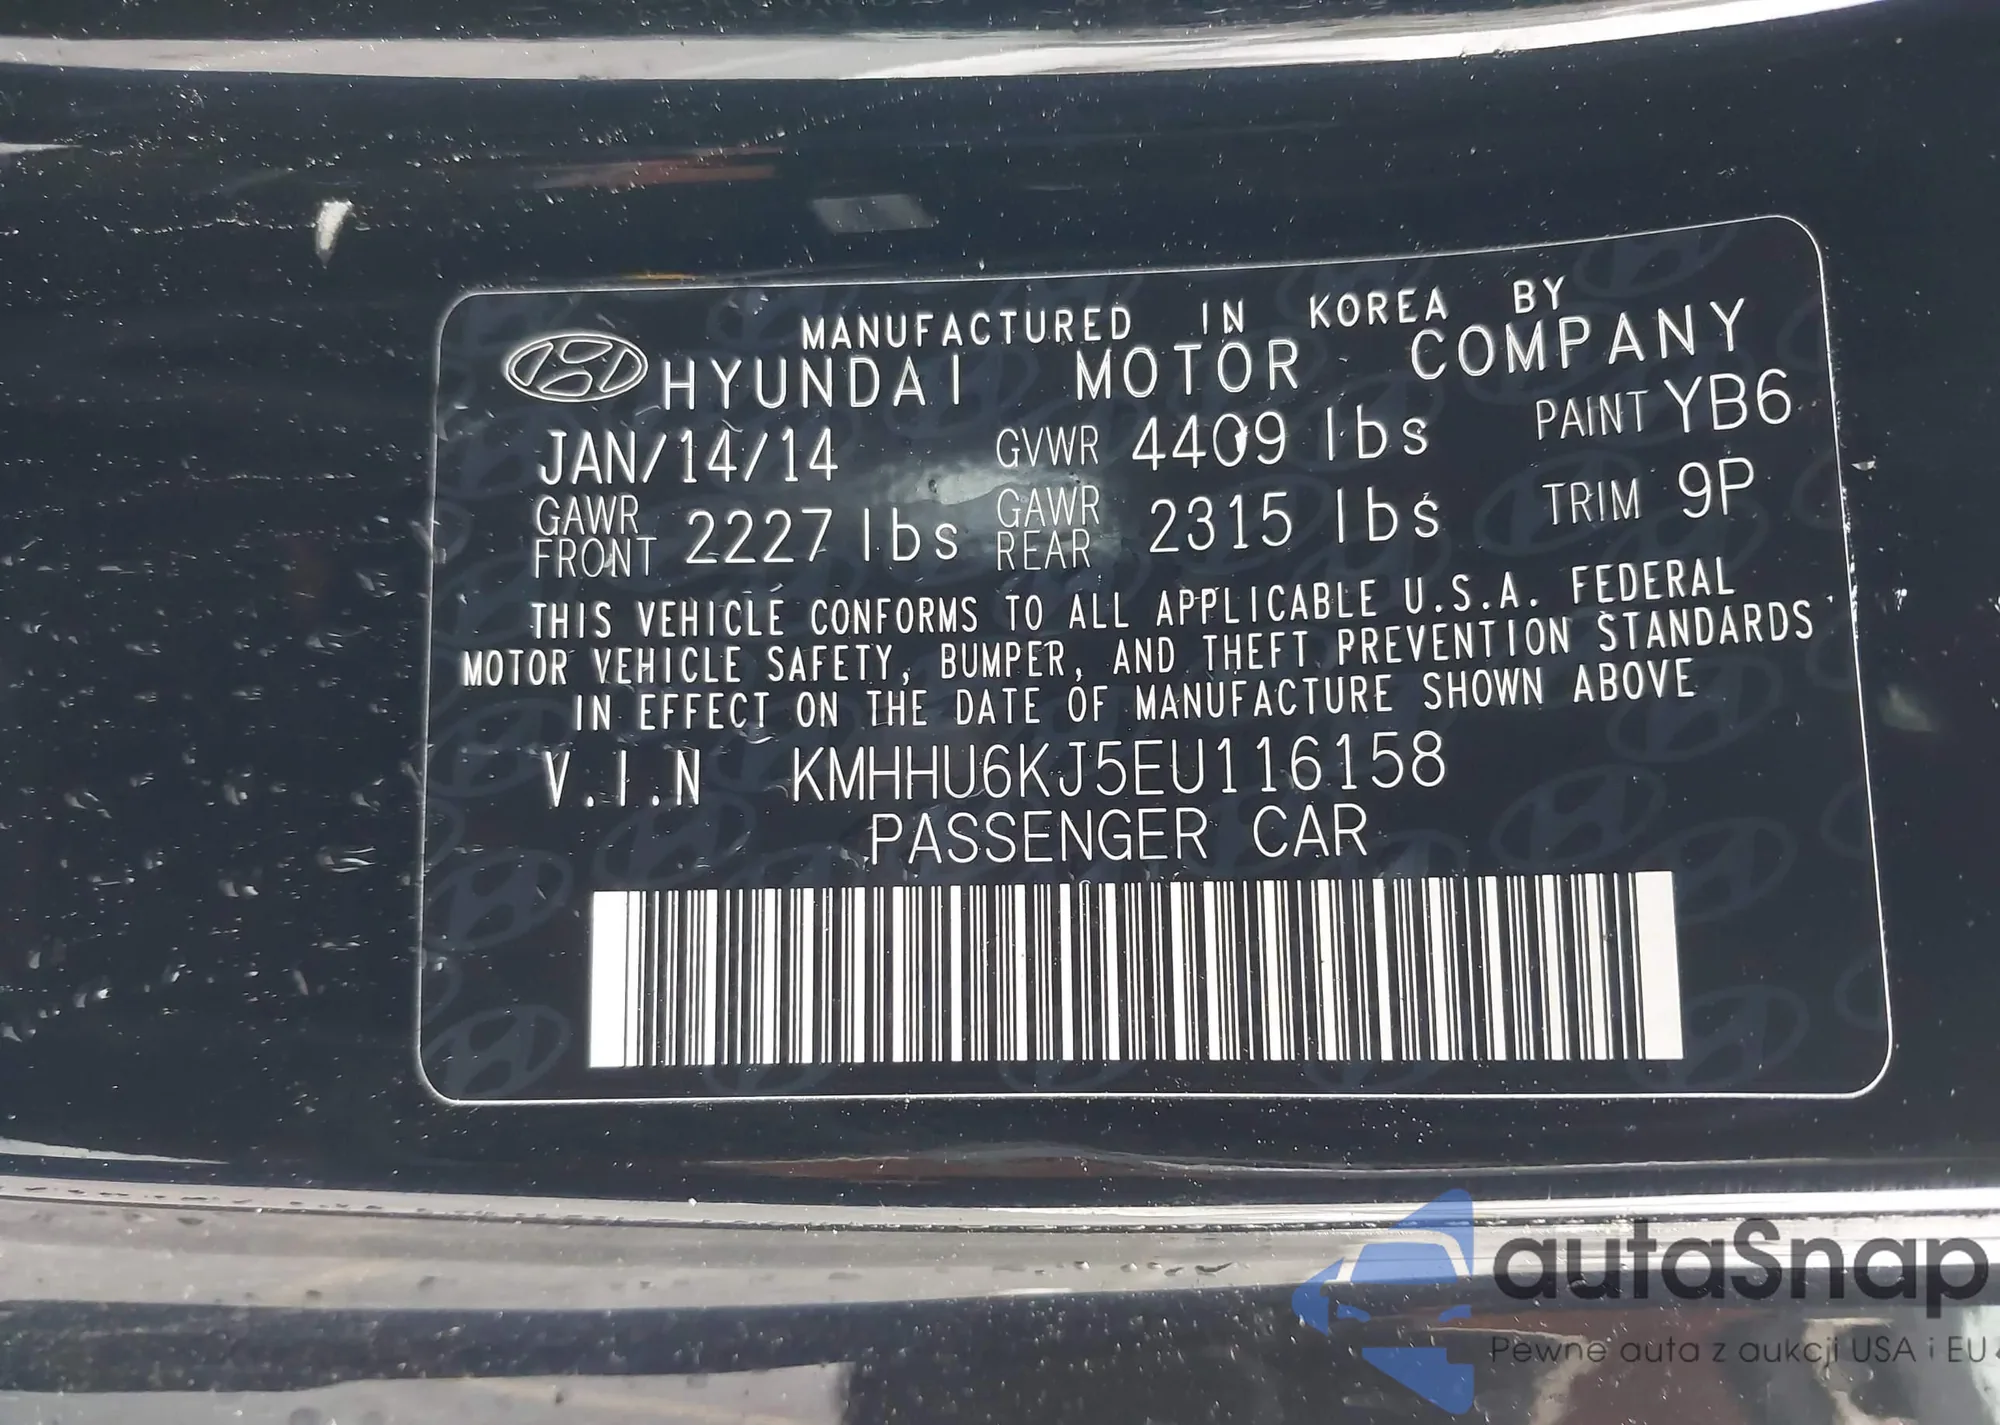 MANUFACTURED IN KOREA BY
HYUNDAI MOTOR COMPANY
JAN/14/14 GVWR 4409 lbs PAINT YB6
GAWR FRONT 2227 lbs GAWR REAR 2315 lbs TRIM 9P
THIS VEHICLE CONFORMS TO ALL APPLICABLE U.S.A. FEDERAL
MOTOR VEHICLE SAFETY, BUMPER, AND THEFT PREVENTION STANDARDS
IN EFFECT ON THE DATE OF MANUFACTURE SHOWN ABOVE
V.I.N KMHHU6KJ5EU116158
PASSENGER CAR
autaSnap
Pewne auta z aukcji USA i EU